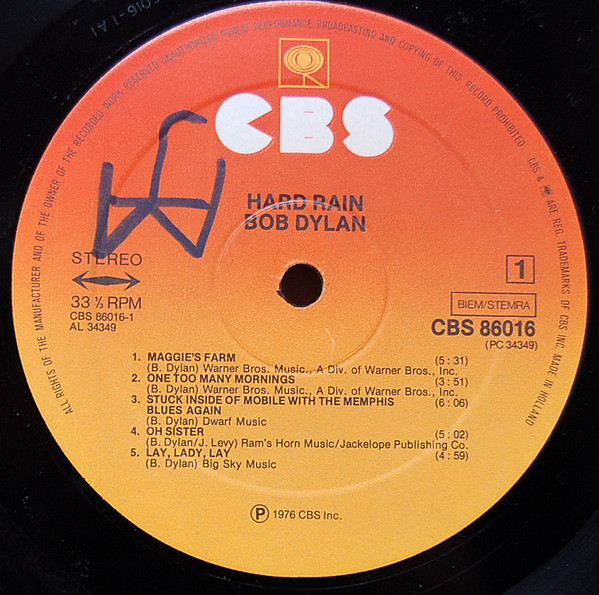 ALL RIGHTS OF THE MANUFACTURER AND OF THE OWNER OF THE RECORDED WORK RESERVED UNAUTHORIZED PUBLIC PERFORMANCE BROADCASTING AND COPYING OF THIS RECORD PROHIBITED. CBS & ARE REG. TRADEMARKS OF CBS INC. MADE IN HOLLAND
CBS
HARD RAIN
BOB DYLAN
STEREO
1
33 ⅓ RPM
CBS 86016-1
AL 34349
BIEM/STEMRA
CBS 86016
(PC 34349)
1. MAGGIE'S FARM (5:31)
(B. Dylan) Warner Bros. Music., A Div. of Warner Bros., Inc.
2. ONE TOO MANY MORNINGS (3:51)
(B. Dylan) Warner Bros. Music., A Div. of Warner Bros., Inc.
3. STUCK INSIDE OF MOBILE WITH THE MEMPHIS (6:06)
BLUES AGAIN
(B. Dylan) Dwarf Music
4. OH SISTER (5:02)
(B. Dylan/J. Levy) Ram's Horn Music/Jackelope Publishing Co.
5. LAY, LADY, LAY (4:59)
(B. Dylan) Big Sky Music
Ⓟ 1976 CBS Inc.